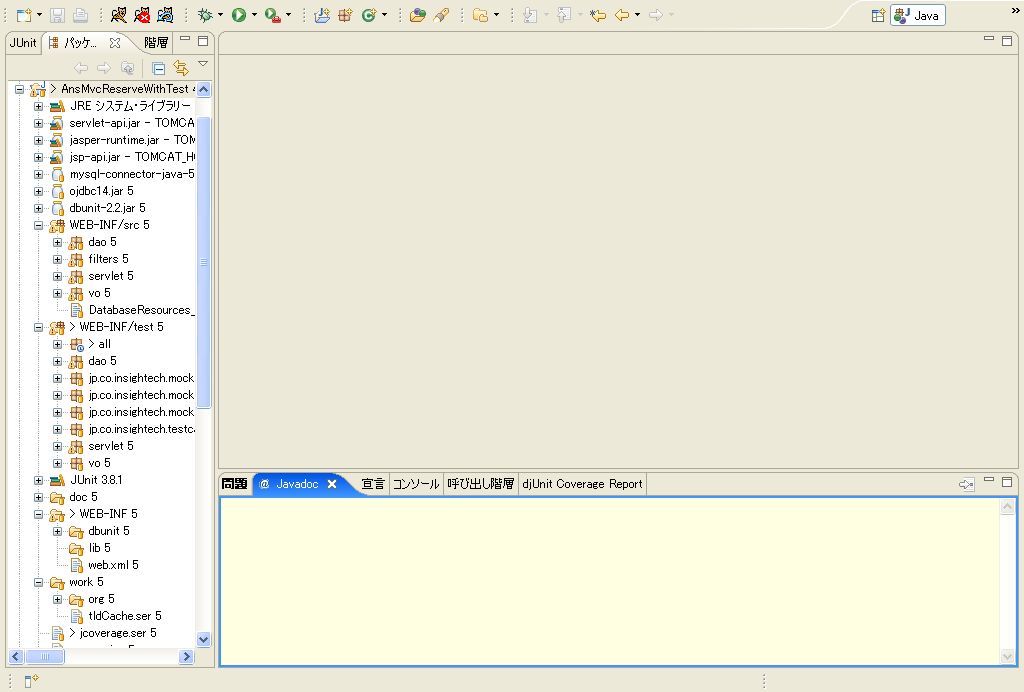 Java
»
JUnit
パッケ...
階層
> AnsMvcReserveWithTest
JRE システム・ライブラリー
servlet-api.jar - TOMCA
jasper-runtime.jar - TOM
jsp-api.jar - TOMCAT_H
mysql-connector-java-5
ojdbc14.jar 5
dbunit-2.2.jar 5
WEB-INF/src 5
dao 5
filters 5
servlet 5
vo 5
DatabaseResources_
> WEB-INF/test 5
> all
dao 5
jp.co.insightech.mock
jp.co.insightech.mock
jp.co.insightech.mock
jp.co.insightech.testca
servlet 5
vo 5
JUnit 3.8.1
doc 5
> WEB-INF 5
dbunit 5
lib 5
web.xml 5
work 5
org 5
tldCache.ser 5
> jcoverage.ser 5
問題
@ Javadoc
宣言
コンソール
呼び出し階層
djUnit Coverage Report